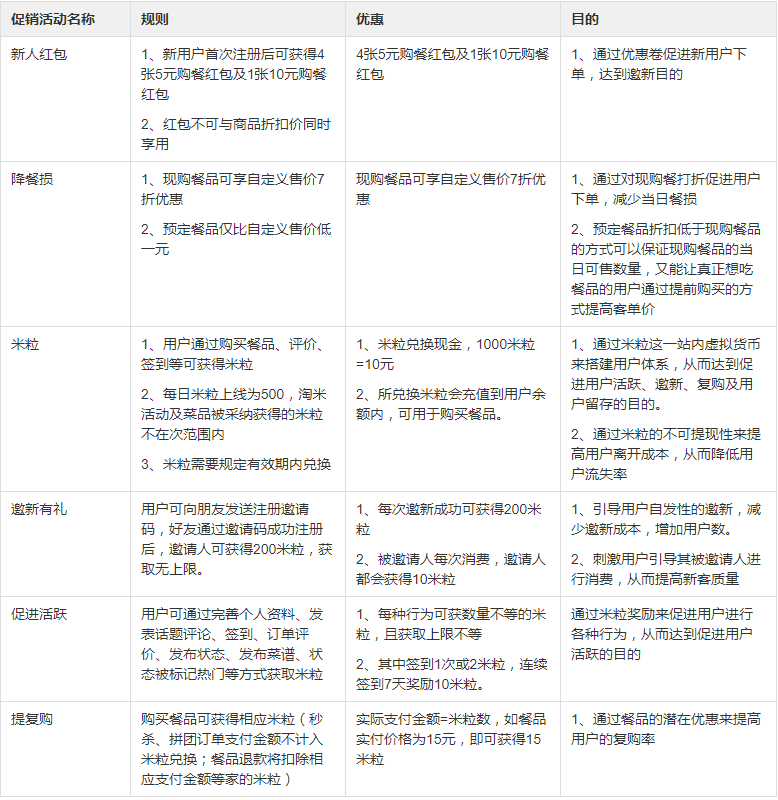 促销活动名称
规则
优惠
目的
新人红包
1、新用户首次注册后可获得4
张5元购餐红包及1张10元购餐
红包
2、红包不可与商品折扣价同时
享用
4张5元购餐红包及1张10元购餐
红包
1、通过优惠卷促进新用户下
单，达到邀新目的
降餐损
1、现购餐品可享自定义售价7
折优惠
2、预定餐品仅比自定义售价低
一元
现购餐品可享自定义售价7折优
惠
1、通过对现购餐打折促进用户
下单，减少当日餐损
2、预定餐品折扣低于现购餐品
的方式可以保证现购餐品的当
日可售数量，又能让真正想吃
餐品的用户通过提前购买的方
式提高客单价
米粒
1、用户通过购买餐品、评价、
签到等可获得米粒
2、每日米粒上线为500，淘米
活动及菜品被采纳获得的米粒
不在次范围内
3、米粒需要规定有效期内兑换
1、米粒兑换现金，1000米粒
=10元
2、所兑换米粒会充值到用户余
额内，可用于购买餐品。
1、通过米粒这一站内虚拟货币
来搭建用户体系，从而达到促
进用户活跃、邀新、复购及用
户留存的目的。
2、通过米粒的不可提现性来提
高用户离开成本，从而降低用
户流失率
邀新有礼
用户可向朋友发送注册邀请
码，好友通过邀请码成功注册
后，邀请人可获得200米粒，获
取无上限。
1、每次邀新成功可获得200米
粒
2、被邀请人每次消费，邀请人
都会获得10米粒
1、引导用户自发性的邀新，减
少邀新成本，增加用户数。
2、刺激用户引导其被邀请人进
行消费，从而提高新客质量
促进活跃
用户可通过完善个人资料、发
表话题评论、签到、订单评
价、发布状态、发布菜谱、状
态被标记热门等方式获取米粒
1、每种行为可获数量不等的米
粒，且获取上限不等
2、其中签到1次或2米粒，连续
签到7天奖励10米粒。
通过米粒奖励来促进用户进行
各种行为，从而达到促进用户
活跃的目的
提复购
购买餐品可获得相应米粒（秒
杀、拼团订单支付金额不计入
米粒兑换；餐品退款将扣除相
应支付金额等家的米粒）
实际支付金额=米粒数，如餐品
实付价格为15元，即可获得15
米粒
1、通过餐品的潜在优惠来提高
用户的复购率